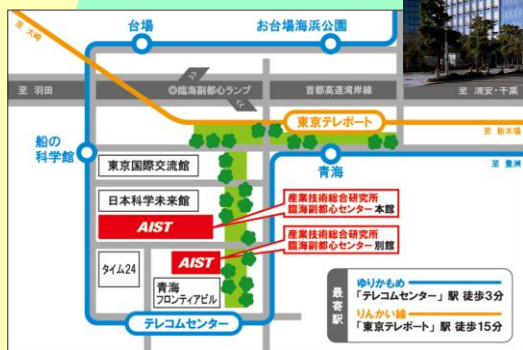 至 大崎
台場
お台場海浜公園
至 羽田
◎臨海副都心ランプ
首都高速湾岸線
至 浦安・千葉
東京テレポート
至 新木場
船の
科学館
青海
至 豊洲
東京国際交流館
日本科学未来館
産業技術総合研究所
臨海副都心センター 本館
AIST
産業技術総合研究所
臨海副都心センター 別館
タイム24
AIST
青海
フロンティアビル
テレコムセンター
最寄駅
ゆりかもめ
「テレコムセンター」駅 徒歩3分
りんかい線
「東京テレポート」駅 徒歩15分